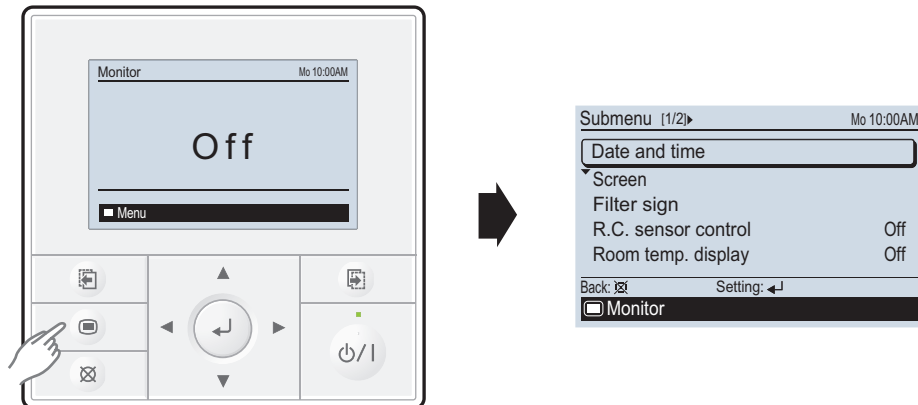 Monitor Mo 10:00AM
Off
Menu
Submenu [1/2] Mo 10:00AM
Date and time
Screen
Filter sign
R.C. sensor control Off
Room temp. display Off
Back: Setting:
Monitor